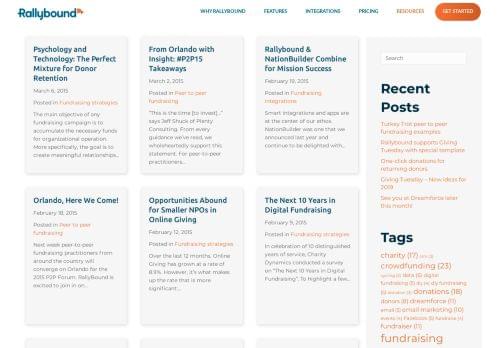 Rallybound
WHY RALLYBOUND
FEATURES
INTEGRATIONS
PRICING
RESOURCES
GET STARTED
Psychology and
Technology: The Perfect
Mixture for Donor
Retention
March 6, 2015
Posted in Fundraising strategies
The main objective of any
fundraising campaign is to
accumulate the necessary funds
for organizational operation.
More specifically, the goal is to
create meaningful relationships...
From Orlando with
Insight: #P2P15
Takeaways
March 2, 2015
Posted in Peer to peer
fundraising
"This is the time [to invest]..."
says Jeff Shuck of Plenty
Consulting. From every
guidance we've read, we
wholeheartedly support this
statement. For peer-to-peer
practitioners...
Rallybound &
NationBuilder Combine
for Mission Success
February 19, 2015
Posted in Fundraising
integrations
Smart integrations and apps are
at the center of our ethos.
NationBuilder was one that we
announced last year and
continue to be delighted with...
Orlando, Here We Come!
February 18, 2015
Posted in Peer to peer
fundraising
Next week peer-to-peer
fundraising practitioners from
around the country will
converge on Orlando for the
2015 P2P Forum. Rallybound is
excited to join in on...
Opportunities Abound
for Smaller NPOs in
Online Giving
February 12, 2015
Posted in Fundraising strategies
Over the last 12 months, Online
Giving has grown at a rate of
8.9%. However, it's what makes
up the rate that is more
significant...
The Next 10 Years in
Digital Fundraising
February 9, 2015
Posted in Fundraising strategies
In celebration of 10 distinguished
years of service, Charity
Dynamics conducted a survey
on "The Next 10 Years in
Digital Fundraising". To highlight a few...
Search
Recent
Posts
Turkey Trot peer to peer
fundraising examples
Rallybound supports Giving
Tuesday with special template
One-click donations for
returning donors
Giving Tuesday – New ideas for
2019
See you at Dreamforce later
this month!
Tags
charity (17)
crowdfunding (23)
data (5) digital
fundraising (5) diy (4) diy fundraising
(5) donation (3) donations (18)
donors (8) dreamforce (11)
email (5) email marketing (10)
events (4) Facebook (5) fundraise (4)
fundraiser (11)
fundraising